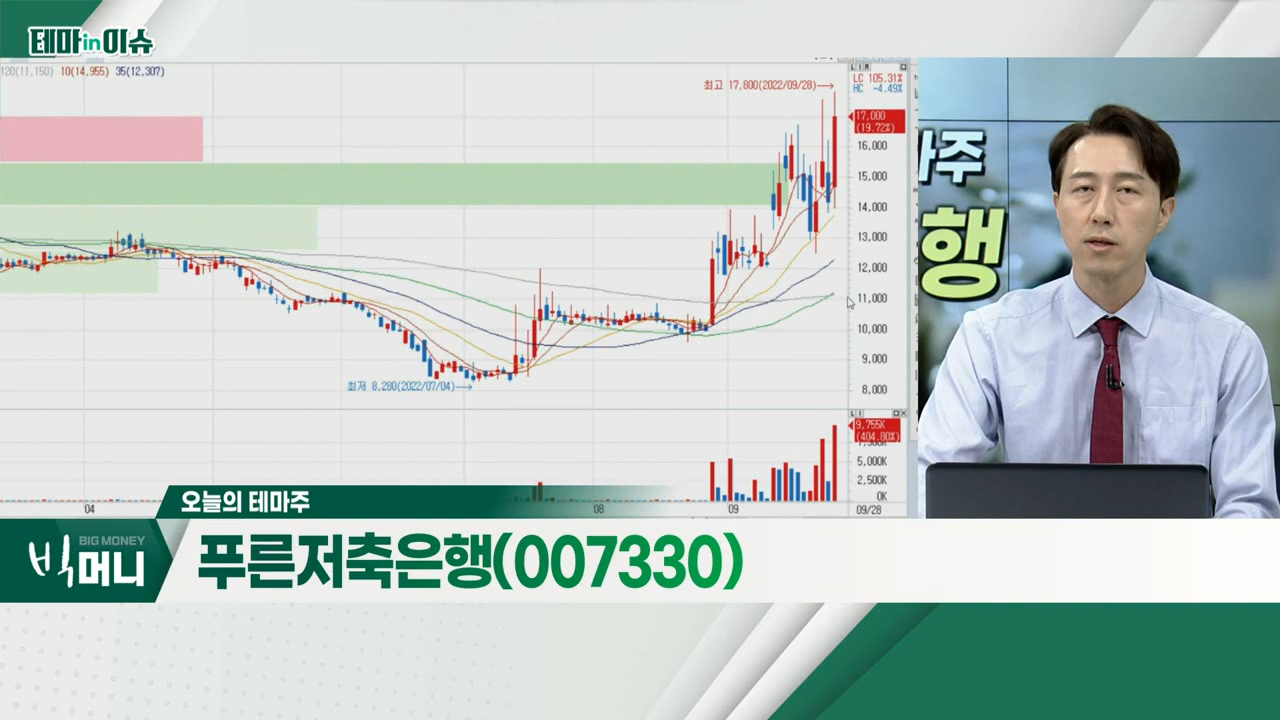 테마in이슈
120(11,150) 10(14,955) 35(12,307)
최고 17,800(2022/09/28)→
LC 105.31%
HC -4.49%
17,000
(19.72%)
16,000
15,000
14,000
13,000
12,000
11,000
10,000
9,000
8,000
최저 8,280(2022/07/04)→
9,755K
(404.80%)
5,000K
2,500K
0K
04
08
09
09/28
마주
행
오늘의 테마주
BIG MONEY
빅머니
푸른저축은행(007330)